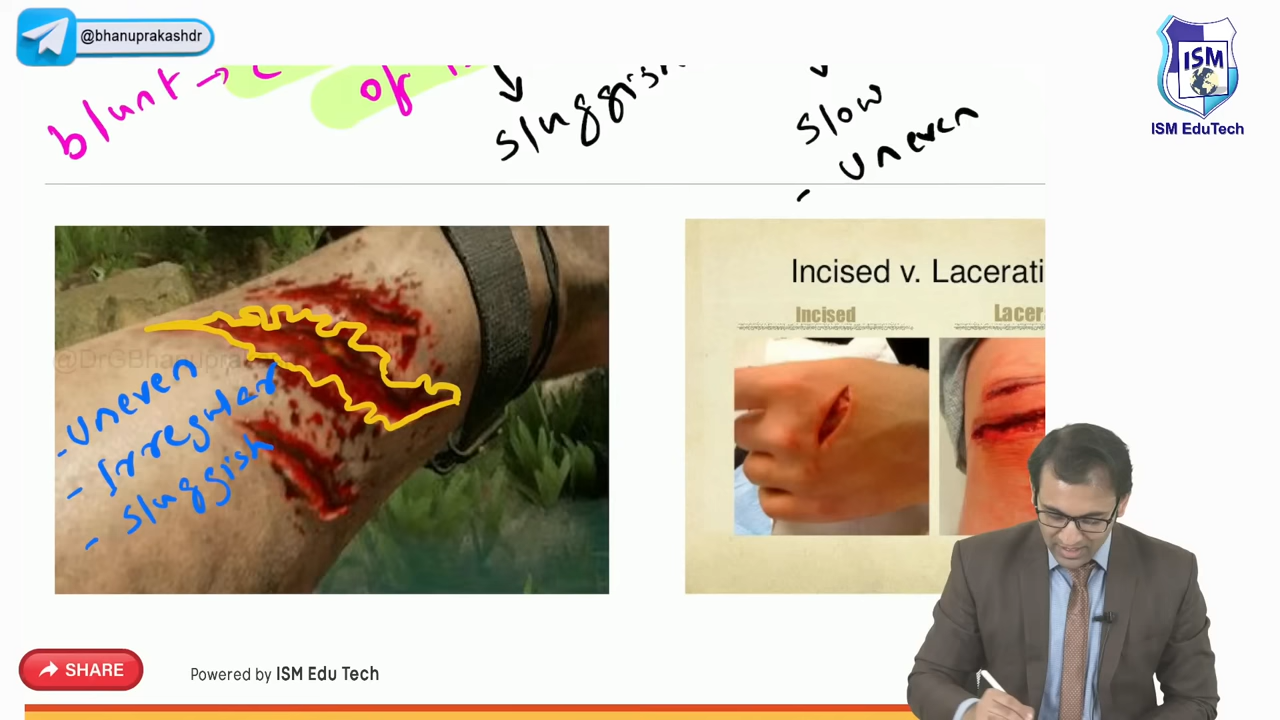 @bhanuprakashdr
ISM
ISM EduTech
blunt →
of
sluggish
slow
- uneven
Incised v. Lacerati
Incised
Lacer
@DrGBhanuprak
- uneven
- Irregular
- sluggish
SHARE
Powered by ISM Edu Tech